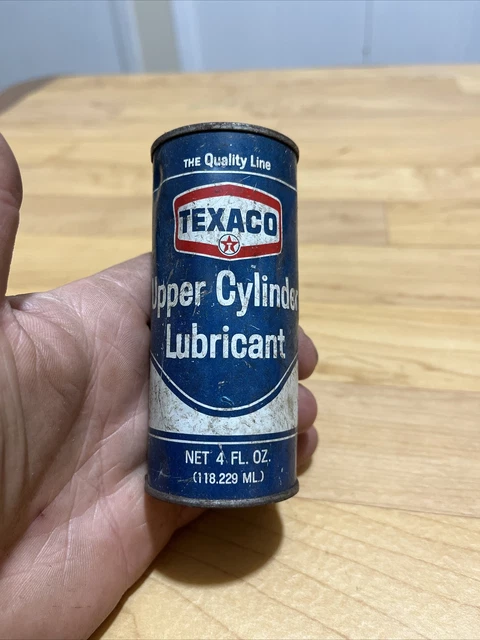 THE Quality Line
TEXACO
T
Upper Cylinder
Lubricant
NET 4 FL. OZ.
(118.229 ML.)